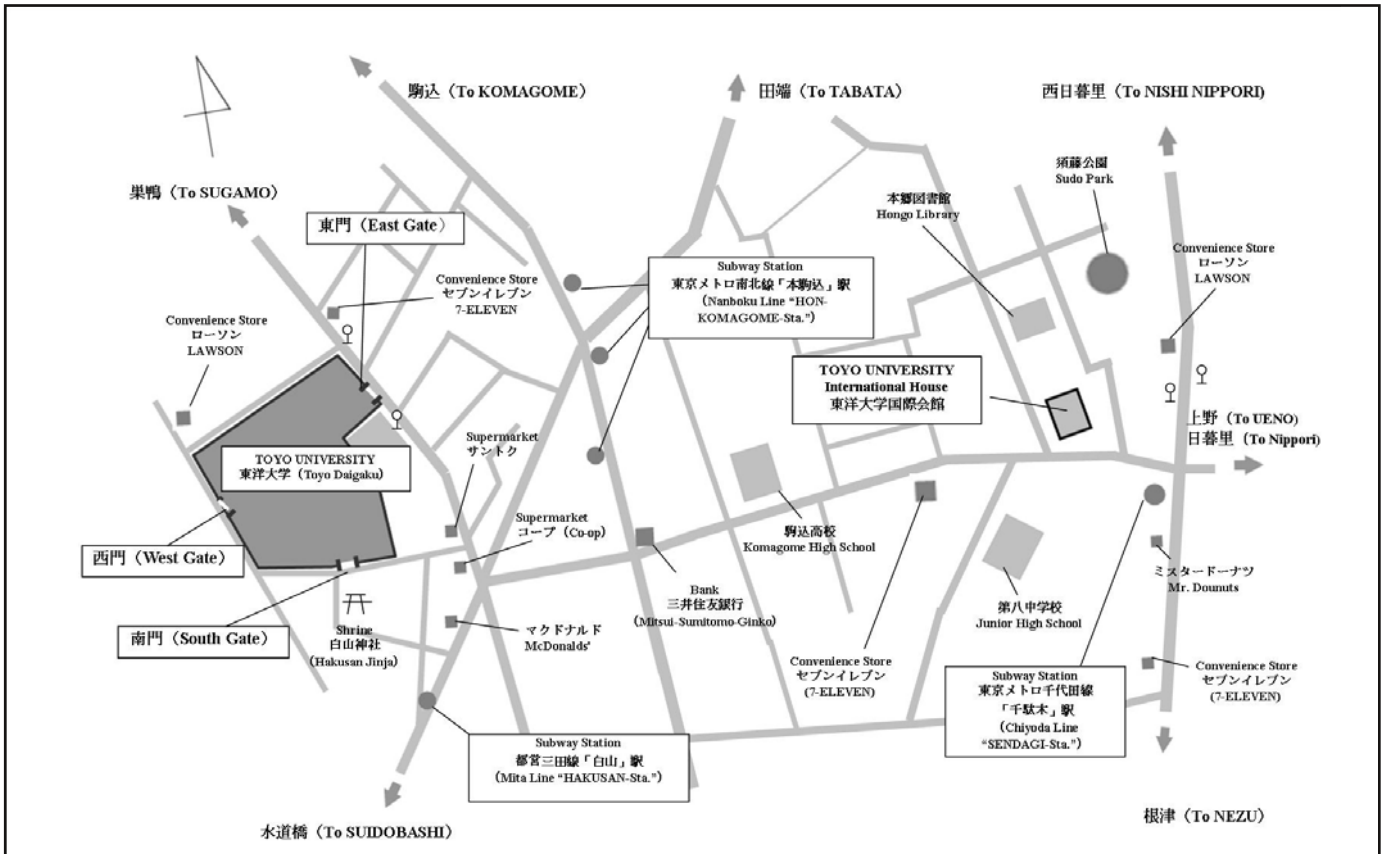 駒込（To KOMAGOME）
田端（To TABATA）
西日暮里（To NISHI NIPPORI）
須藤公園
Sudo Park
巣鴨（To SUGAMO）
本郷図書館
Hongo Library
東門（East Gate）
Convenience Store
ローソン
LAWSON
Subway Station
東京メトロ南北線「本駒込」駅
（Nanboku Line “HON-
KOMAGOME-Sta.”）
Convenience Store
セブンイレブン
7-ELEVEN
Convenience Store
ローソン
LAWSON
TOYO UNIVERSITY
International House
東洋大学国際会館
上野（To UENO）
日暮里（To Nippori）
Supermarket
サントク
TOYO UNIVERSITY
東洋大学（Toyo Daigaku）
Supermarket
コープ（Co-op）
駒込高校
Komagome High School
西門（West Gate）
ミスタードーナツ
Mr. Dounuts
Bank
三井住友銀行
（Mitsui-Sumitomo-Ginko）
第八中学校
Junior High School
南門（South Gate）
Shrine
白山神社
（Hakusan Jinja）
マクドナルド
McDonalds'
Convenience Store
セブンイレブン
(7-ELEVEN)
Convenience Store
セブンイレブン
(7-ELEVEN)
Subway Station
東京メトロ千代田線
「千駄木」駅
（Chiyoda Line
“SENDAGI-Sta.”）
Subway Station
都営三田線「白山」駅
（Mita Line “HAKUSAN-Sta.”）
水道橋（To SUIDOBASHI）
根津（To NEZU）